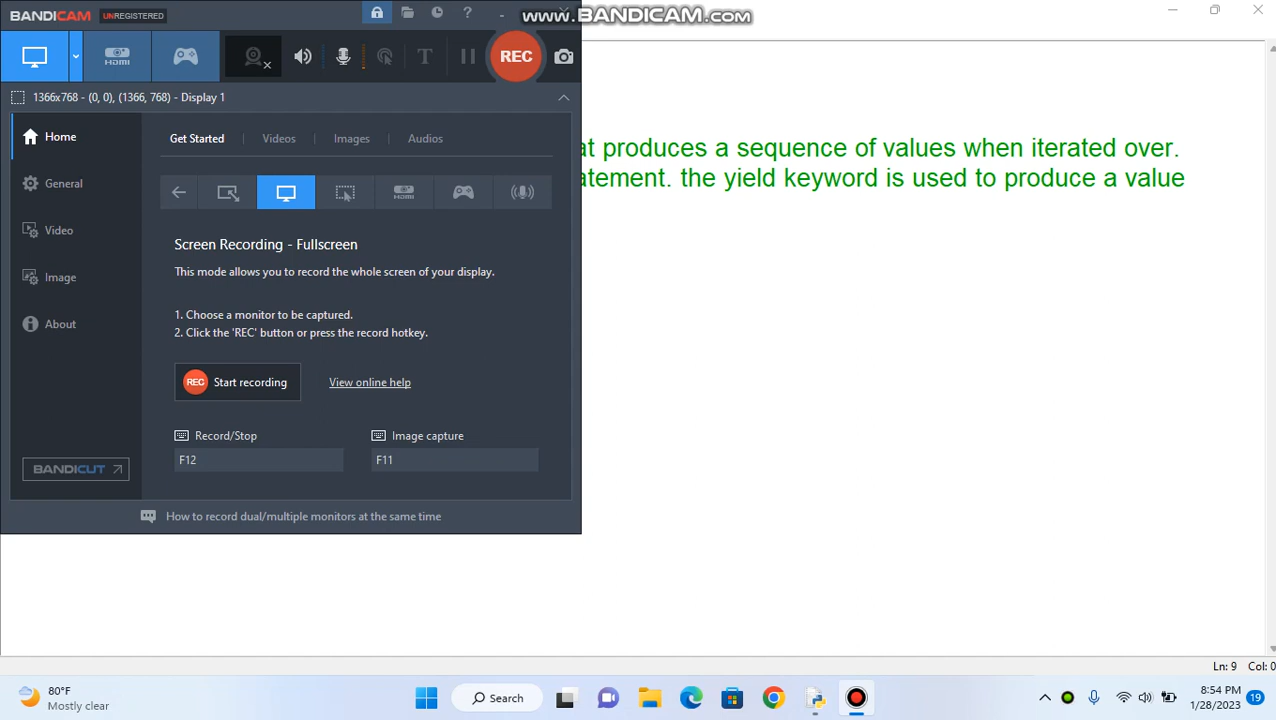 BANDICAM UNREGISTERED
www.BANDICAM.com
HDMI
T
REC
1366x768 - (0, 0), (1366, 768) - Display 1
Home
Get Started
Videos
Images
Audios
at produces a sequence of values when iterated over.
General
atement. the yield keyword is used to produce a value
HDMI
Video
Screen Recording - Fullscreen
This mode allows you to record the whole screen of your display.
Image
1. Choose a monitor to be captured.
About
2. Click the 'REC' button or press the record hotkey.
REC Start recording
View online help
Record/Stop
Image capture
F12
F11
BANDICUT
How to record dual/multiple monitors at the same time
Ln: 9 Col: 0
80°F
Mostly clear
Search
8:54 PM
1/28/2023
19